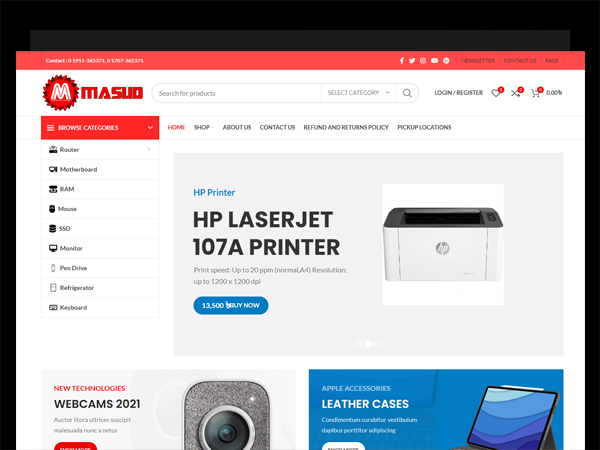 Contact : 0 1911-363371, 0 1707-363371
NEWSLETTER
CONTACT US
FAQS
M MASUD
Search for products
SELECT CATEGORY
LOGIN / REGISTER
0
0
0
0.00৳
BROWSE CATEGORIES
HOME
SHOP
ABOUT US
CONTACT US
REFUND AND RETURNS POLICY
PICKUP LOCATIONS
Router
Motherboard
RAM
Mouse
SSD
Monitor
Pen Drive
Refrigerator
Keyboard
HP Printer
HP LASERJET
107A PRINTER
Print speed: Up to 20 ppm (normal,A4) Resolution:
up to 1200 x 1200 dpi
13,500 ৳ BUY NOW
hp
NEW TECHNOLOGIES
WEBCAMS 2021
Auctor litora ultrices suscipit
malesuada nunc a netus
SHOP MORE
APPLE ACCESSORIES
LEATHER CASES
Condimentum curabitur vestibulum
dapibus porttitor adipiscing
SHOP MORE